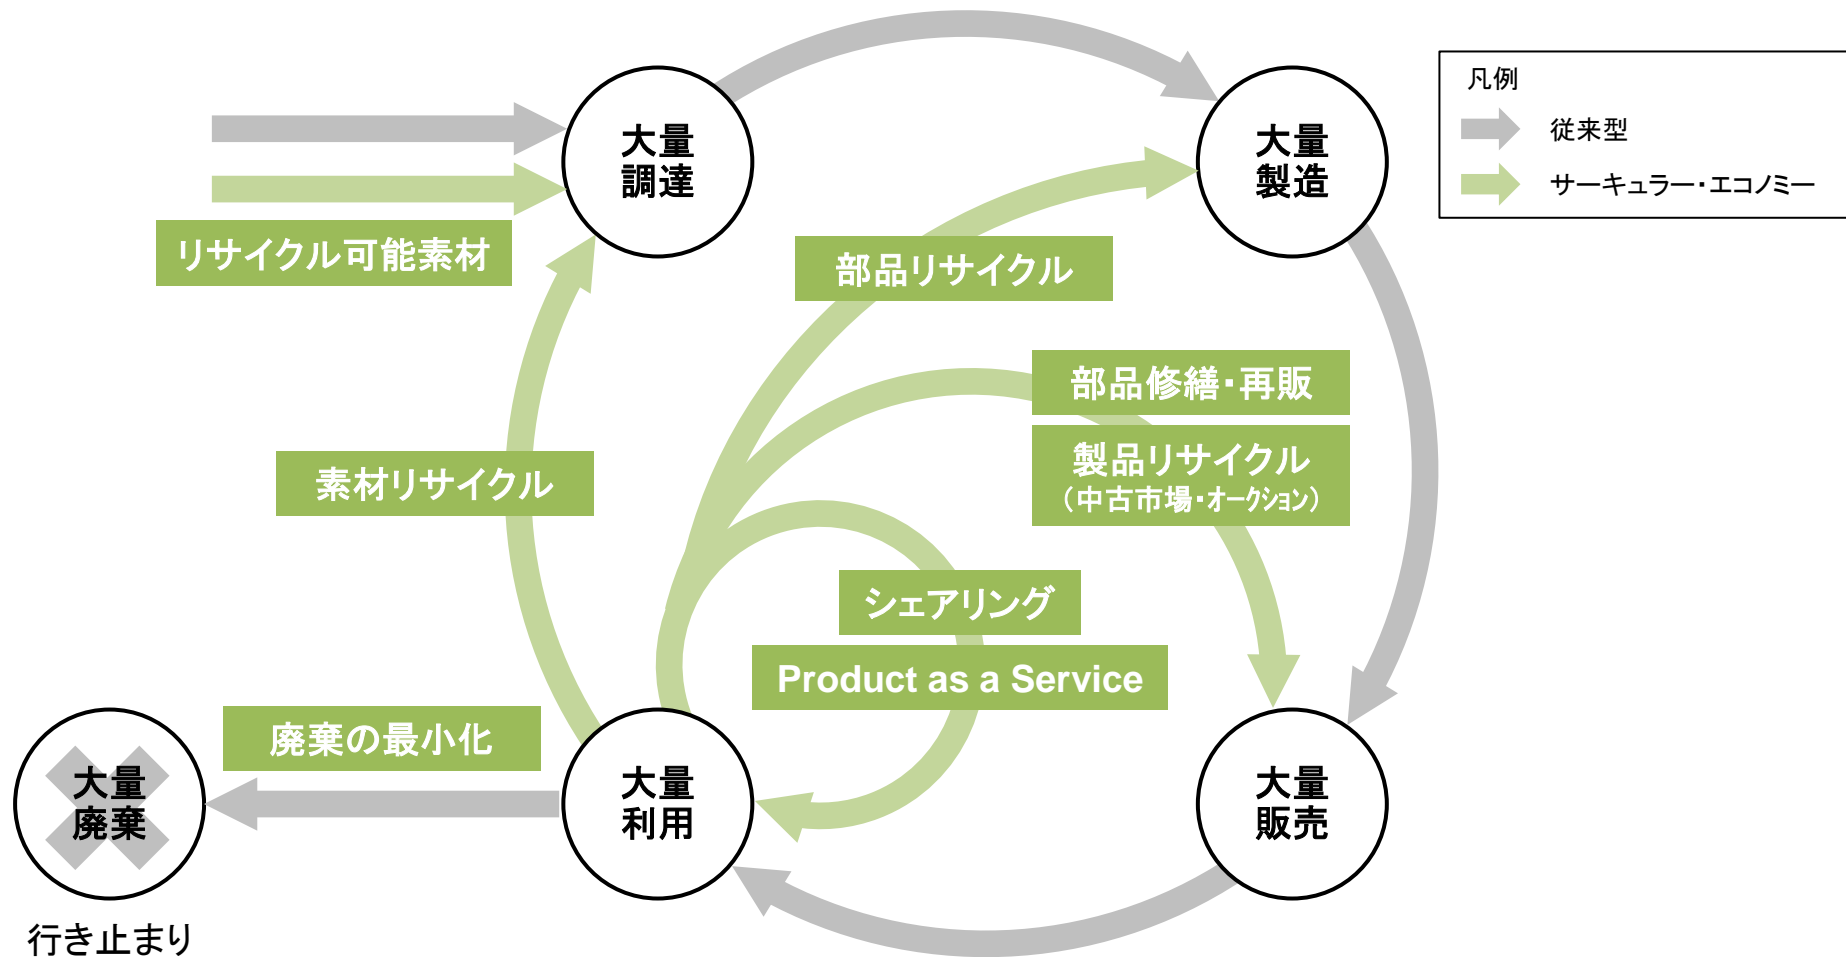 大量
調達
大量
製造
凡例
従来型
サーキュラー・エコノミー
リサイクル可能素材
部品リサイクル
部品修繕・再販
製品リサイクル
（中古市場・オークション）
素材リサイクル
シェアリング
Product as a Service
廃棄の最小化
大量
廃棄
大量
利用
大量
販売
行き止まり